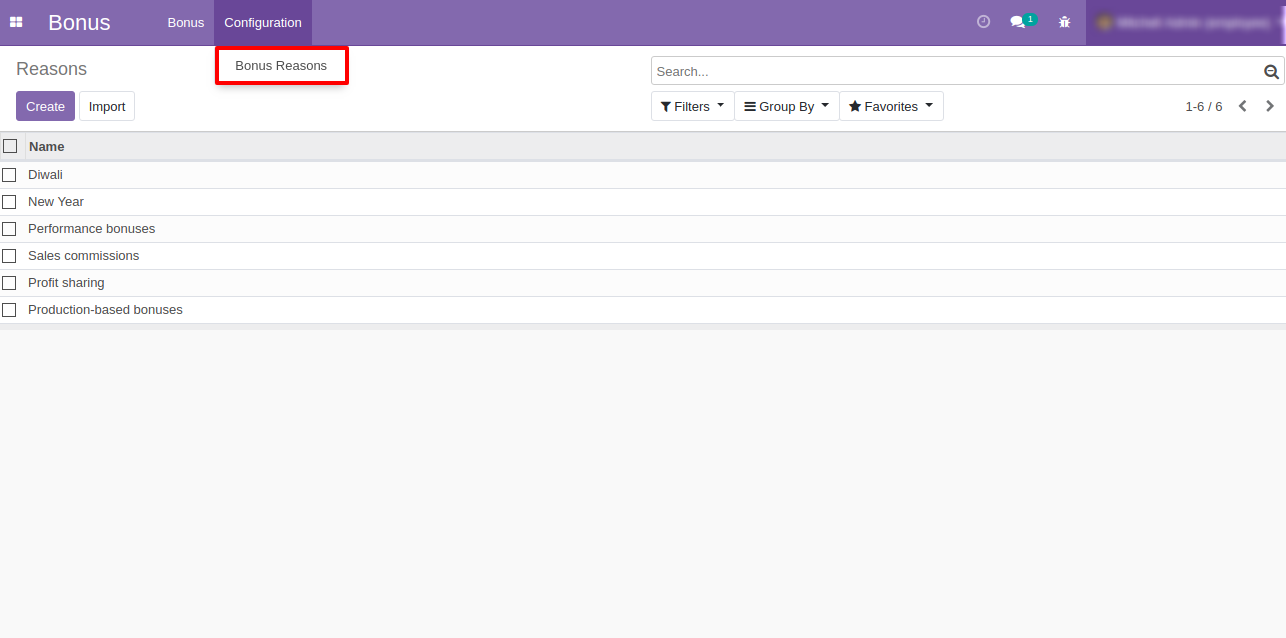 Bonus Bonus Configuration 1
Reasons Bonus Reasons Search...
Create Import Filters Group By Favorites 1-6 / 6
Name
Diwali
New Year
Performance bonuses
Sales commissions
Profit sharing
Production-based bonuses